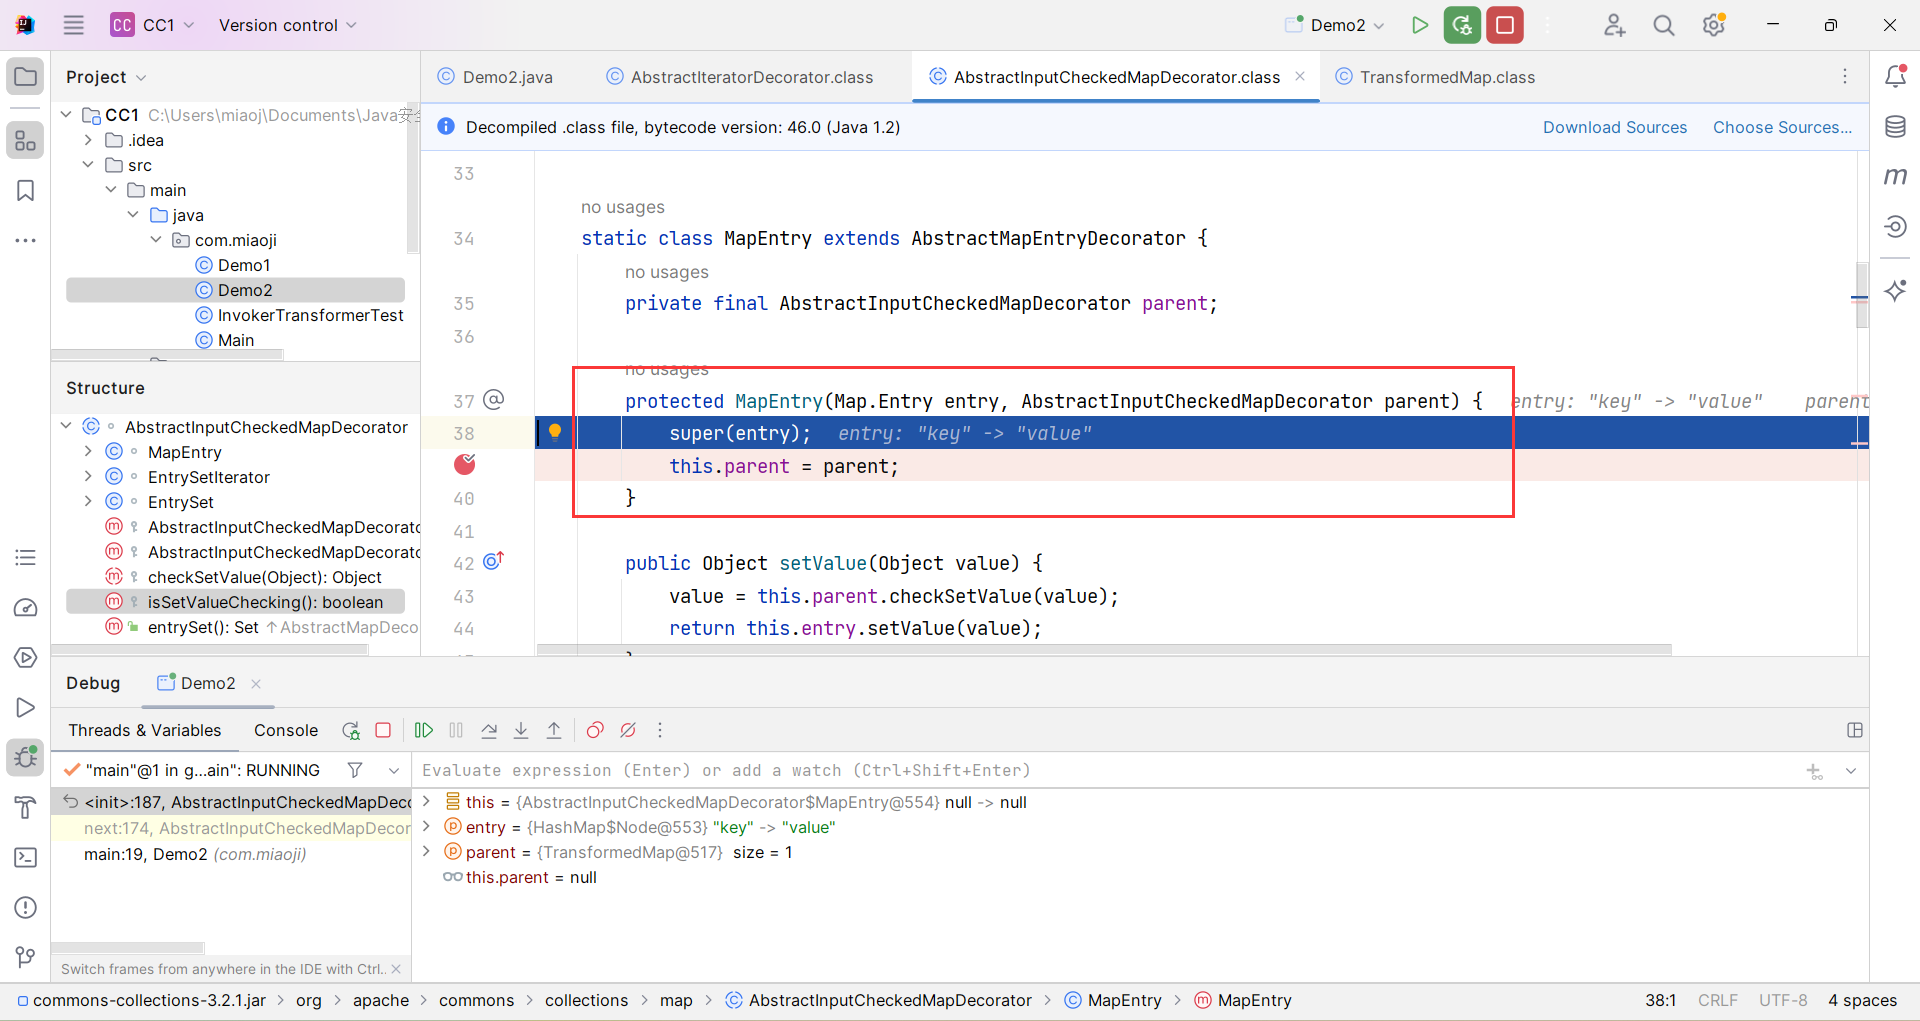 CC CC1 Version control Demo2
Project
Demo2.java AbstractIteratorDecorator.class AbstractInputCheckedMapDecorator.class TransformedMap.class
CC1 C:\Users\miaoj\Documents\Java安全
.idea
src
main
java
com.miaoji
Demo1
Demo2
InvokerTransformerTest
Main
Decompiled .class file, bytecode version: 46.0 (Java 1.2) Download Sources Choose Sources...
33
no usages
34 static class MapEntry extends AbstractMapEntryDecorator {
no usages
35 private final AbstractInputCheckedMapDecorator parent;
36
no usages
37 @ protected MapEntry(Map.Entry entry, AbstractInputCheckedMapDecorator parent) { entry: "key" -> "value" parent
38 super(entry); entry: "key" -> "value"
this.parent = parent;
40 }
41
42 public Object setValue(Object value) {
43 value = this.parent.checkSetValue(value);
44 return this.entry.setValue(value);
Structure
AbstractInputCheckedMapDecorator
MapEntry
EntrySetIterator
EntrySet
AbstractInputCheckedMapDecorato
AbstractInputCheckedMapDecorato
checkSetValue(Object): Object
isSetValueChecking(): boolean
entrySet(): Set ↑AbstractMapDeco
Debug Demo2
Threads & Variables Console
"main"@1 in g...ain": RUNNING
<init>:187, AbstractInputCheckedMapDeco
next:174, AbstractInputCheckedMapDecor
main:19, Demo2 (com.miaoji)
Switch frames from anywhere in the IDE with Ctrl..
Evaluate expression (Enter) or add a watch (Ctrl+Shift+Enter)
this = {AbstractInputCheckedMapDecorator$MapEntry@554} null -> null
entry = {HashMap$Node@553} "key" -> "value"
parent = {TransformedMap@517} size = 1
this.parent = null
commons-collections-3.2.1.jar > org > apache > commons > collections > map > AbstractInputCheckedMapDecorator > MapEntry > MapEntry 38:1 CRLF UTF-8 4 spaces